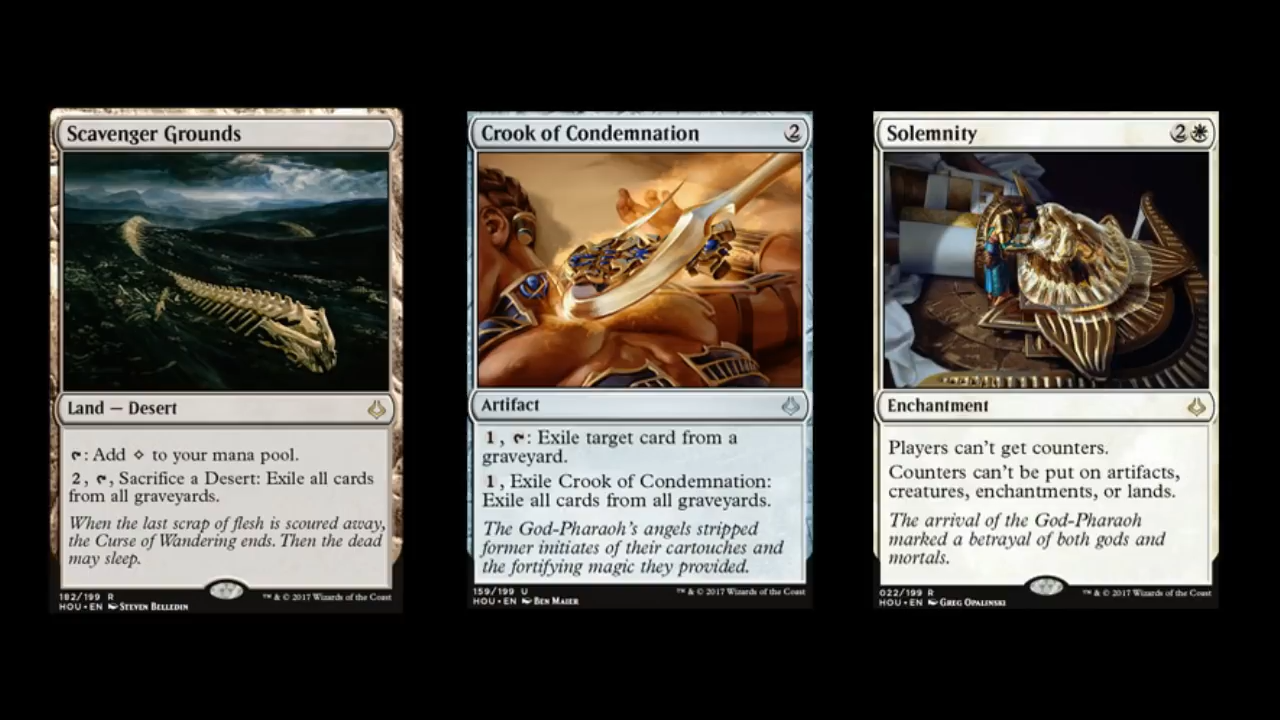 Scavenger Grounds
Land — Desert
: Add to your mana pool.
2, , Sacrifice a Desert: Exile all cards
from all graveyards.
When the last scrap of flesh is scoured away,
the Curse of Wandering ends. Then the dead
may sleep.
182/199 R
HOU • EN STEVEN BELLEDIN
™ & © 2017 Wizards of the Coast
Crook of Condemnation 2
Artifact
1, : Exile target card from a
graveyard.
1, Exile Crook of Condemnation:
Exile all cards from all graveyards.
The God-Pharaoh's angels stripped
former initiates of their cartouches and
the fortifying magic they provided.
159/199 U
HOU • EN BEN MAIER
™ & © 2017 Wizards of the Coast
Solemnity 2
Enchantment
Players can't get counters.
Counters can't be put on artifacts,
creatures, enchantments, or lands.
The arrival of the God-Pharaoh
marked a betrayal of both gods and
mortals.
022/199 R
HOU • EN GREG OPALINSKI
™ & © 2017 Wizards of the Coast